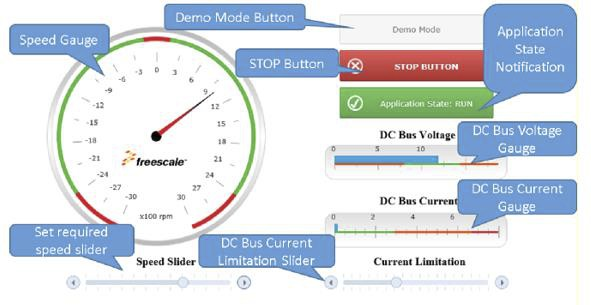 Demo Mode Button
Demo Mode
Application
State
Notification
Speed Gauge
STOP Button
STOP BUTTON
Application State: RUN
-30
-27
-24
-21
-18
-15
-12
-9
-6
-3
0
3
6
9
12
15
18
21
24
27
30
freescale™
x100 rpm
DC Bus Voltage
DC Bus Voltage
Gauge
0
5
10
DC Bus Current
DC Bus Current
Gauge
0
2
4
6
Set required
speed slider
DC Bus Current
Limitation Slider
Speed Slider
Current Limitation